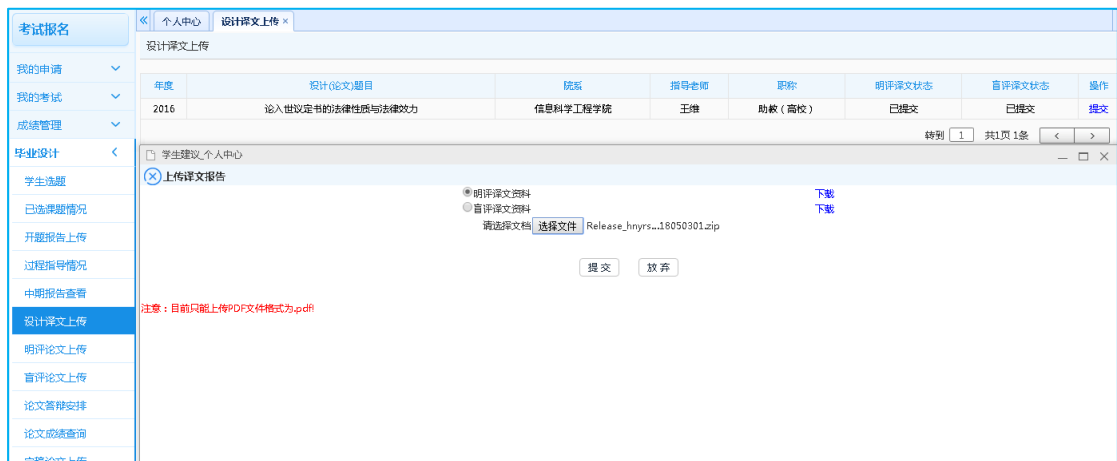 考试报名
« 个人中心 设计译文上传 ×
设计译文上传
我的申请
我的考试
成绩管理
毕业设计
学生选题
已选课题情况
开题报告上传
过程指导情况
中期报告查看
设计译文上传
明评论文上传
盲评论文上传
论文答辩安排
论文成绩查询
定稿论文上传
年度 设计(论文)题目 院系 指导老师 职称 明评译文状态 盲评译文状态 操作
2016 论入世议定书的法律性质与法律效力 信息科学工程学院 王维 助教（高校） 已提交 已提交 提交
转到 1 共1页 1条 < >
学生建议_个人中心
上传译文报告
明评译文资料 下载
盲评译文资料 下载
请选择文档 选择文件 Release_hnyrs...18050301.zip
提 交 放 弃
注意：目前只能上传PDF文件格式为.pdf!